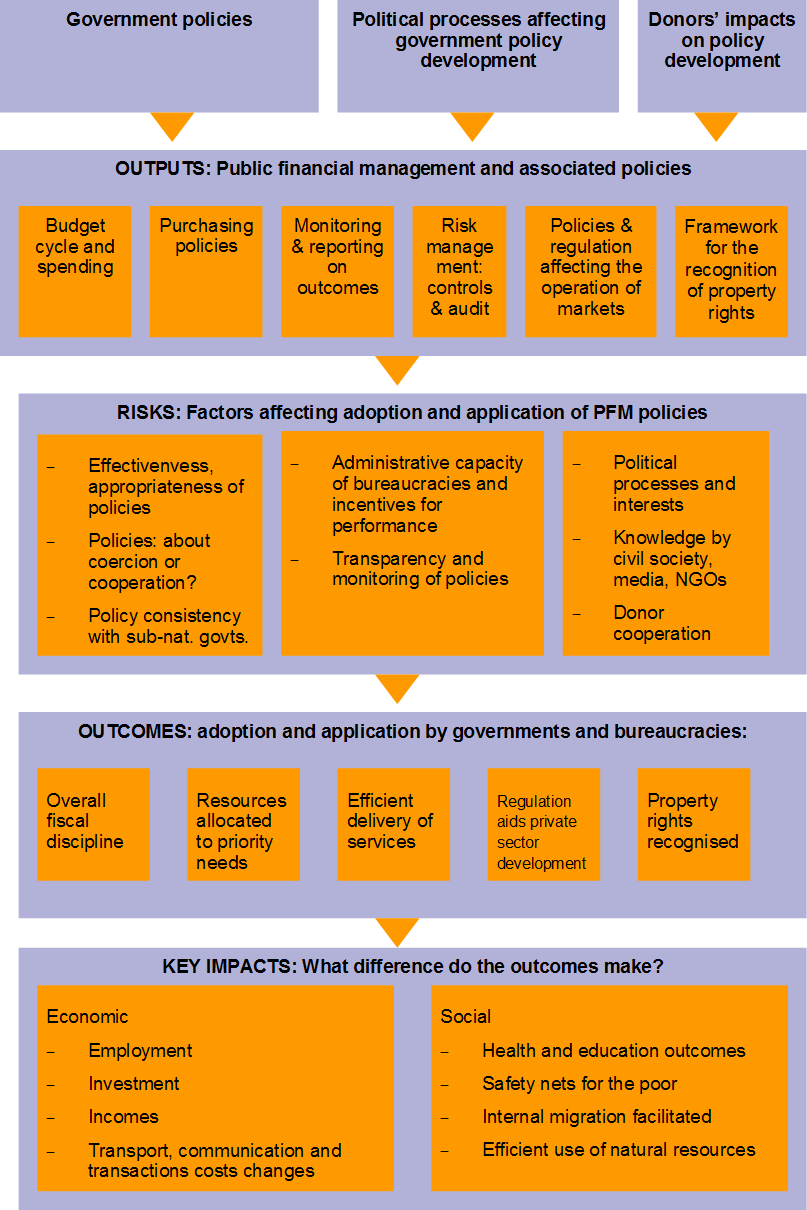 Government policies
Political processes affecting
government policy
development
Donors’ impacts
on policy
development
OUTPUTS: Public financial management and associated policies
Budget
cycle and
spending
Purchasing
policies
Monitoring
& reporting
on
outcomes
Risk
manage
ment:
controls
& audit
Policies &
regulation
affecting the
operation of
markets
Framework
for the
recognition
of property
rights
RISKS: Factors affecting adoption and application of PFM policies
– Effectivenvess,
appropriateness of
policies
– Policies: about
coercion or
cooperation?
– Policy consistency
with sub-nat. govts.
– Administrative capacity
of bureaucracies and
incentives for
performance
– Transparency and
monitoring of policies
– Political
processes and
interests
– Knowledge by
civil society,
media, NGOs
– Donor
cooperation
OUTCOMES: adoption and application by governments and bureaucracies:
Overall
fiscal
discipline
Resources
allocated
to priority
needs
Efficient
delivery of
services
Regulation
aids private
sector
development
Property
rights
recognised
KEY IMPACTS: What difference do the outcomes make?
Economic
– Employment
– Investment
– Incomes
– Transport, communication and
transactions costs changes
Social
– Health and education outcomes
– Safety nets for the poor
– Internal migration facilitated
– Efficient use of natural resources